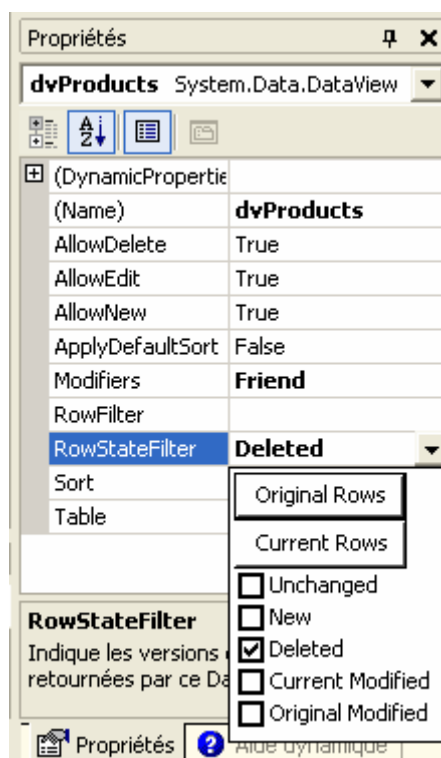 Propriétés
dvProducts System.Data.DataView
(DynamicPropertie
(Name) dvProducts
AllowDelete True
AllowEdit True
AllowNew True
ApplyDefaultSort False
Modifiers Friend
RowFilter
RowStateFilter Deleted
Sort
Table
Original Rows
Current Rows
Unchanged
New
Deleted
Current Modified
Original Modified
RowStateFilter
Indique les versions
retournées par ce Da
Propriétés Aide dynamique